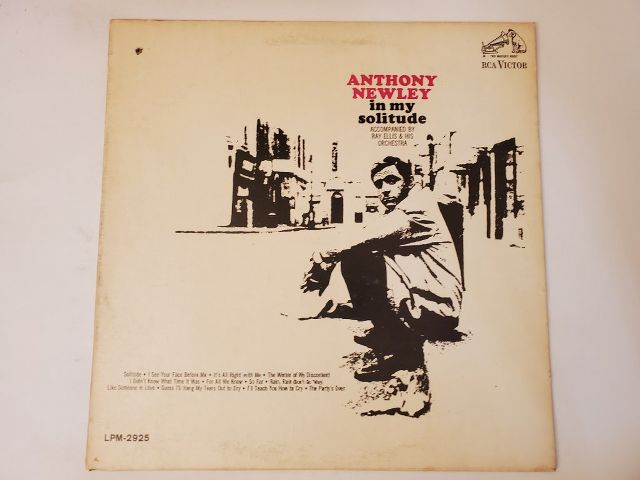 "HIS MASTER'S VOICE"
RCA VICTOR
ANTHONY
NEWLEY
in my
solitude
ACCOMPANIED BY
RAY ELLIS & HIS
ORCHESTRA
Solitude • I See Your Face Before Me • It's All Right with Me • The Winter of My Discontent
I Didn't Know What Time It Was • For All We Know • So Far • Rain, Rain (Don't Go 'Way)
Like Someone in Love • Guess I'll Hang My Tears Out to Dry • I'll Teach You How to Cry • The Party's Over
LPM-2925